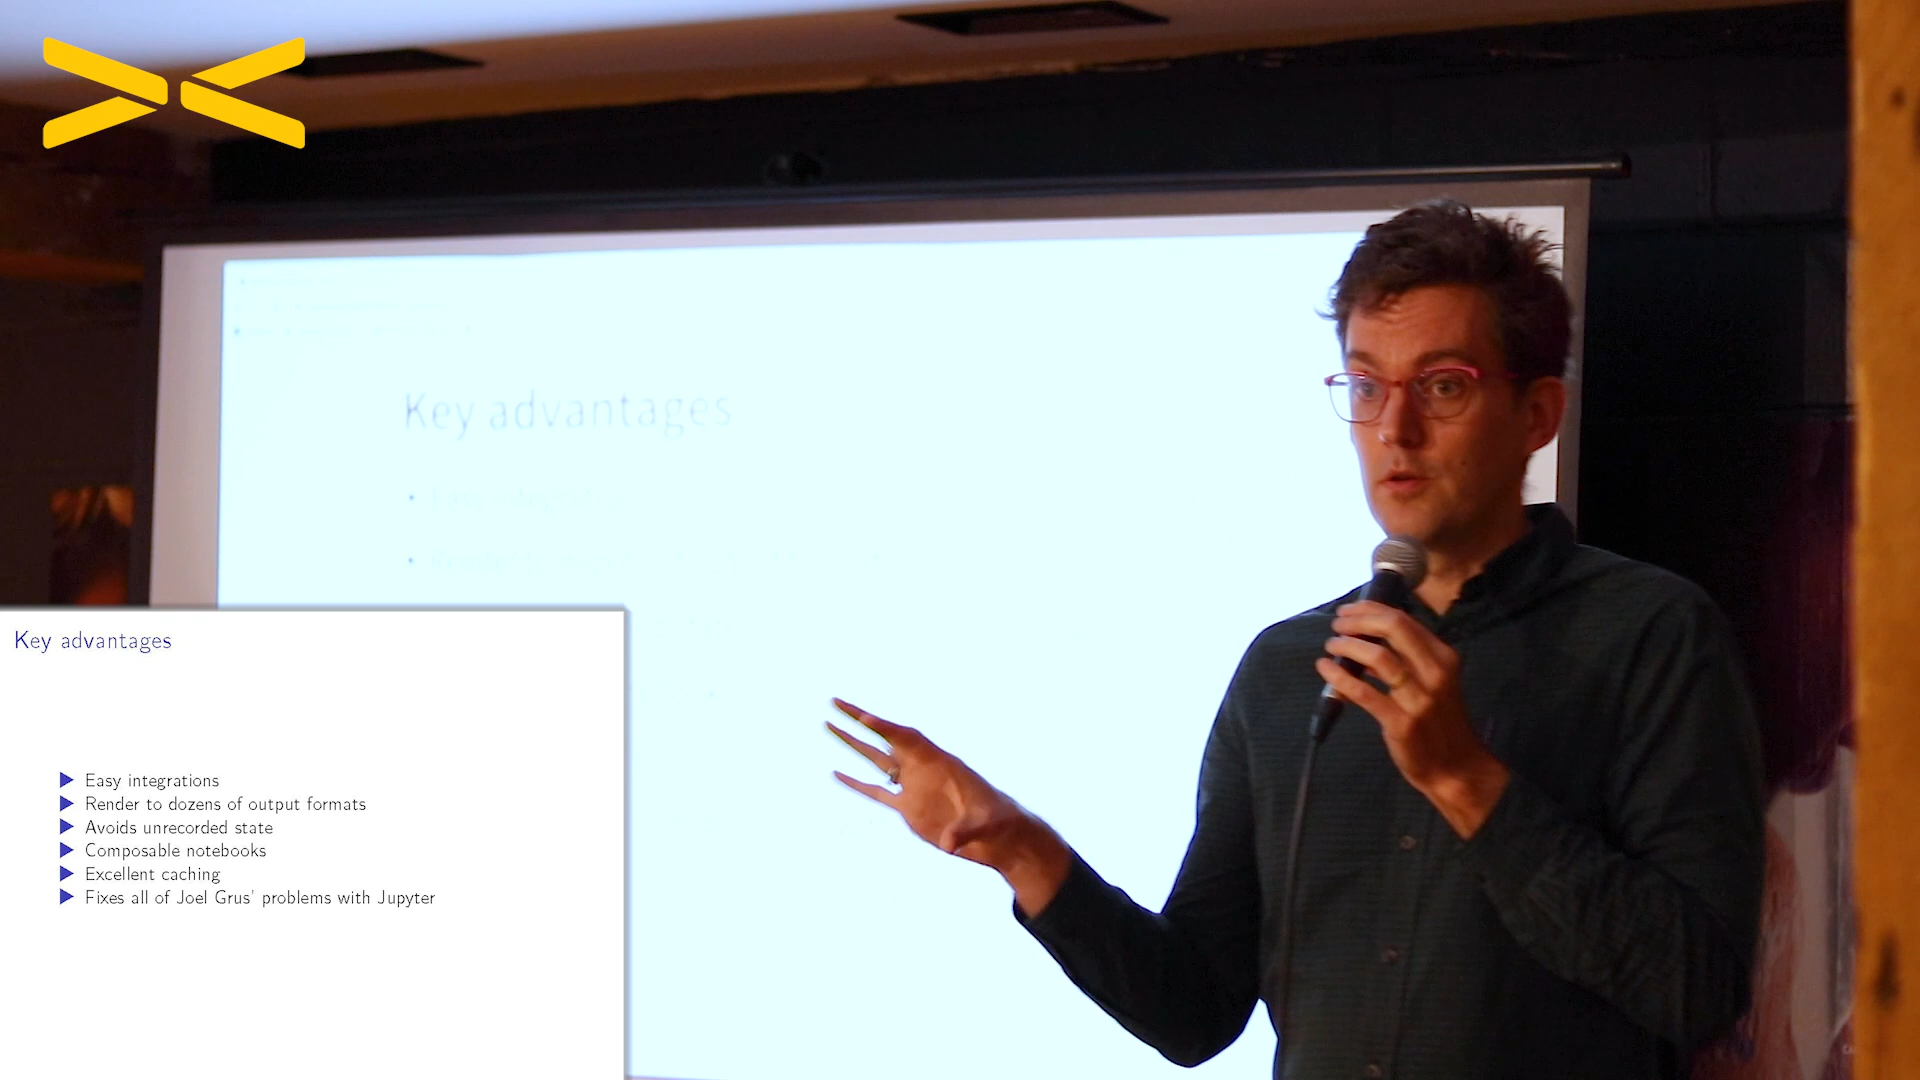 Key advantages
Key advantages
Easy integrations
Render to dozens of output formats
Avoids unrecorded state
Composable notebooks
Excellent caching
Fixes all of Joel Grus' problems with Jupyter